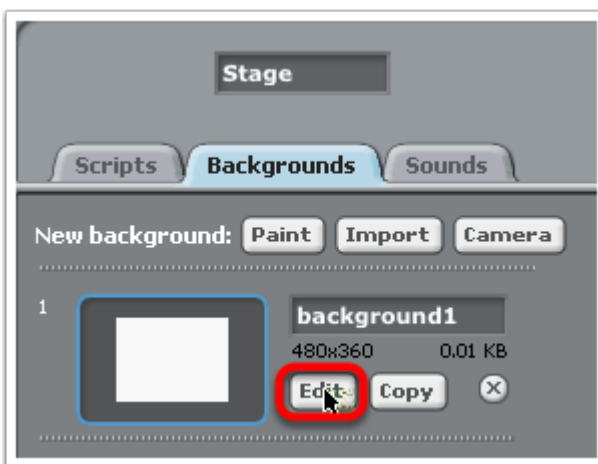 Stage
Scripts Backgrounds Sounds
New background: Paint Import Camera
1
background1
480x360 0.01 KB
Edit Copy